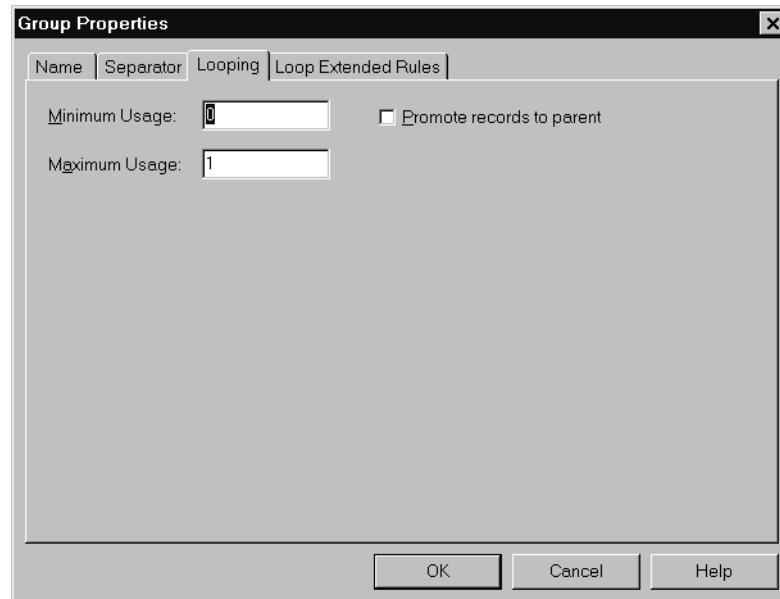 Group Properties
Name Separator Looping Loop Extended Rules
Minimum Usage: 0 Promote records to parent
Maximum Usage: 1
OK Cancel Help